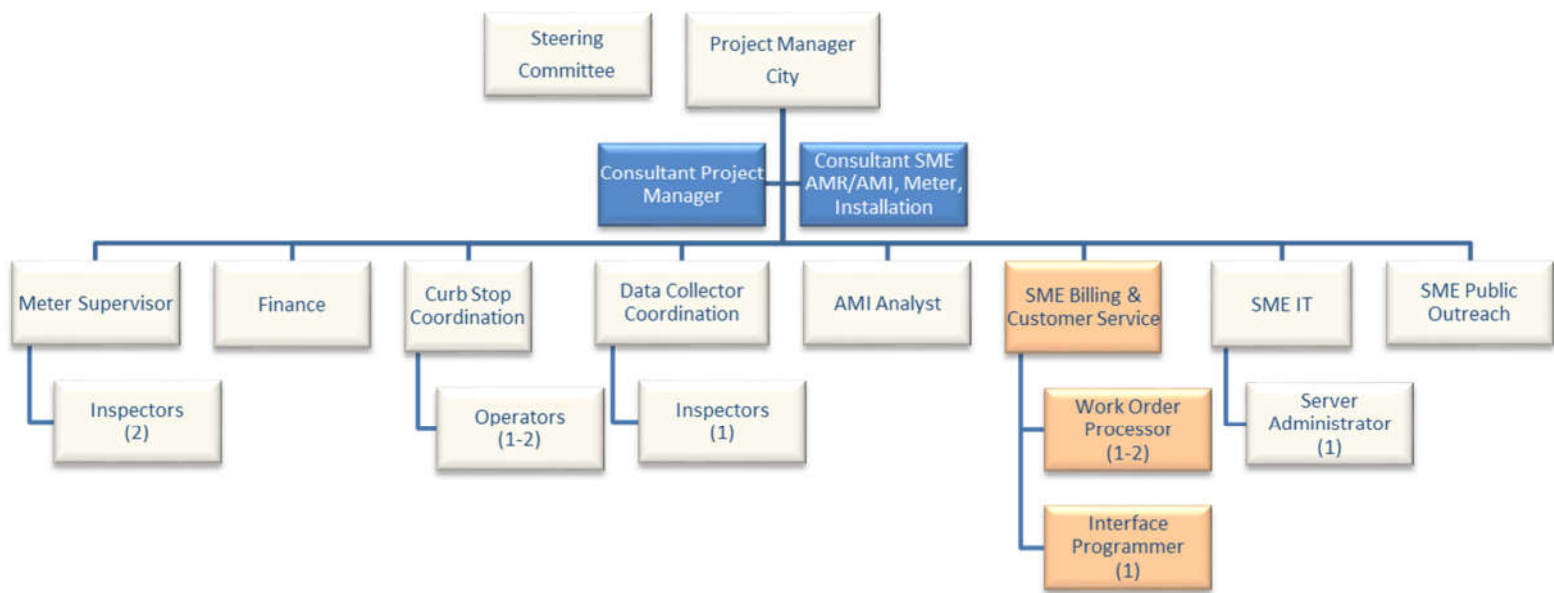 Steering
Committee
Project Manager
City
Consultant Project
Manager
Consultant SME
AMR/AMI, Meter,
Installation
Meter Supervisor
Finance
Curb Stop
Coordination
Data Collector
Coordination
AMI Analyst
SME Billing &
Customer Service
SME IT
SME Public
Outreach
Inspectors
(2)
Operators
(1-2)
Inspectors
(1)
Work Order
Processor
(1-2)
Server
Administrator
(1)
Interface
Programmer
(1)